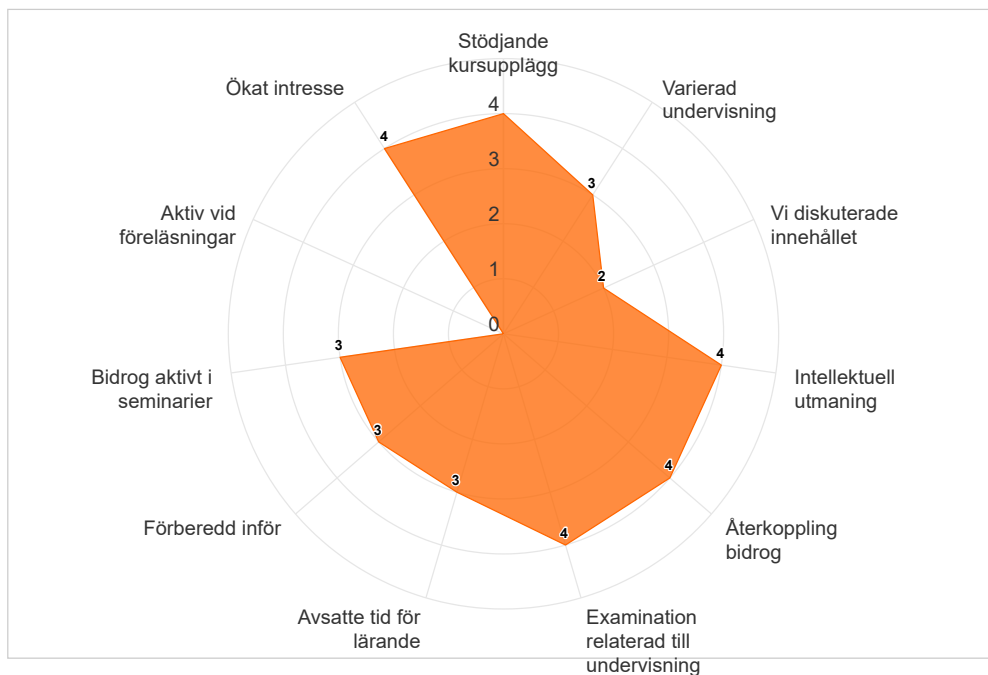 Stödjande
kursupplägg
Ökat intresse
Varierad
undervisning
4
4
3
3
2
1
0
Aktiv vid
föreläsningar
Vi diskuterade
innehållet
2
3
4
Bidrog aktivt i
seminarier
Intellektuell
utmaning
3
4
3
4
Förberedd inför
Återkoppling
bidrog
Avsatte tid för
lärande
Examination
relaterad till
undervisning